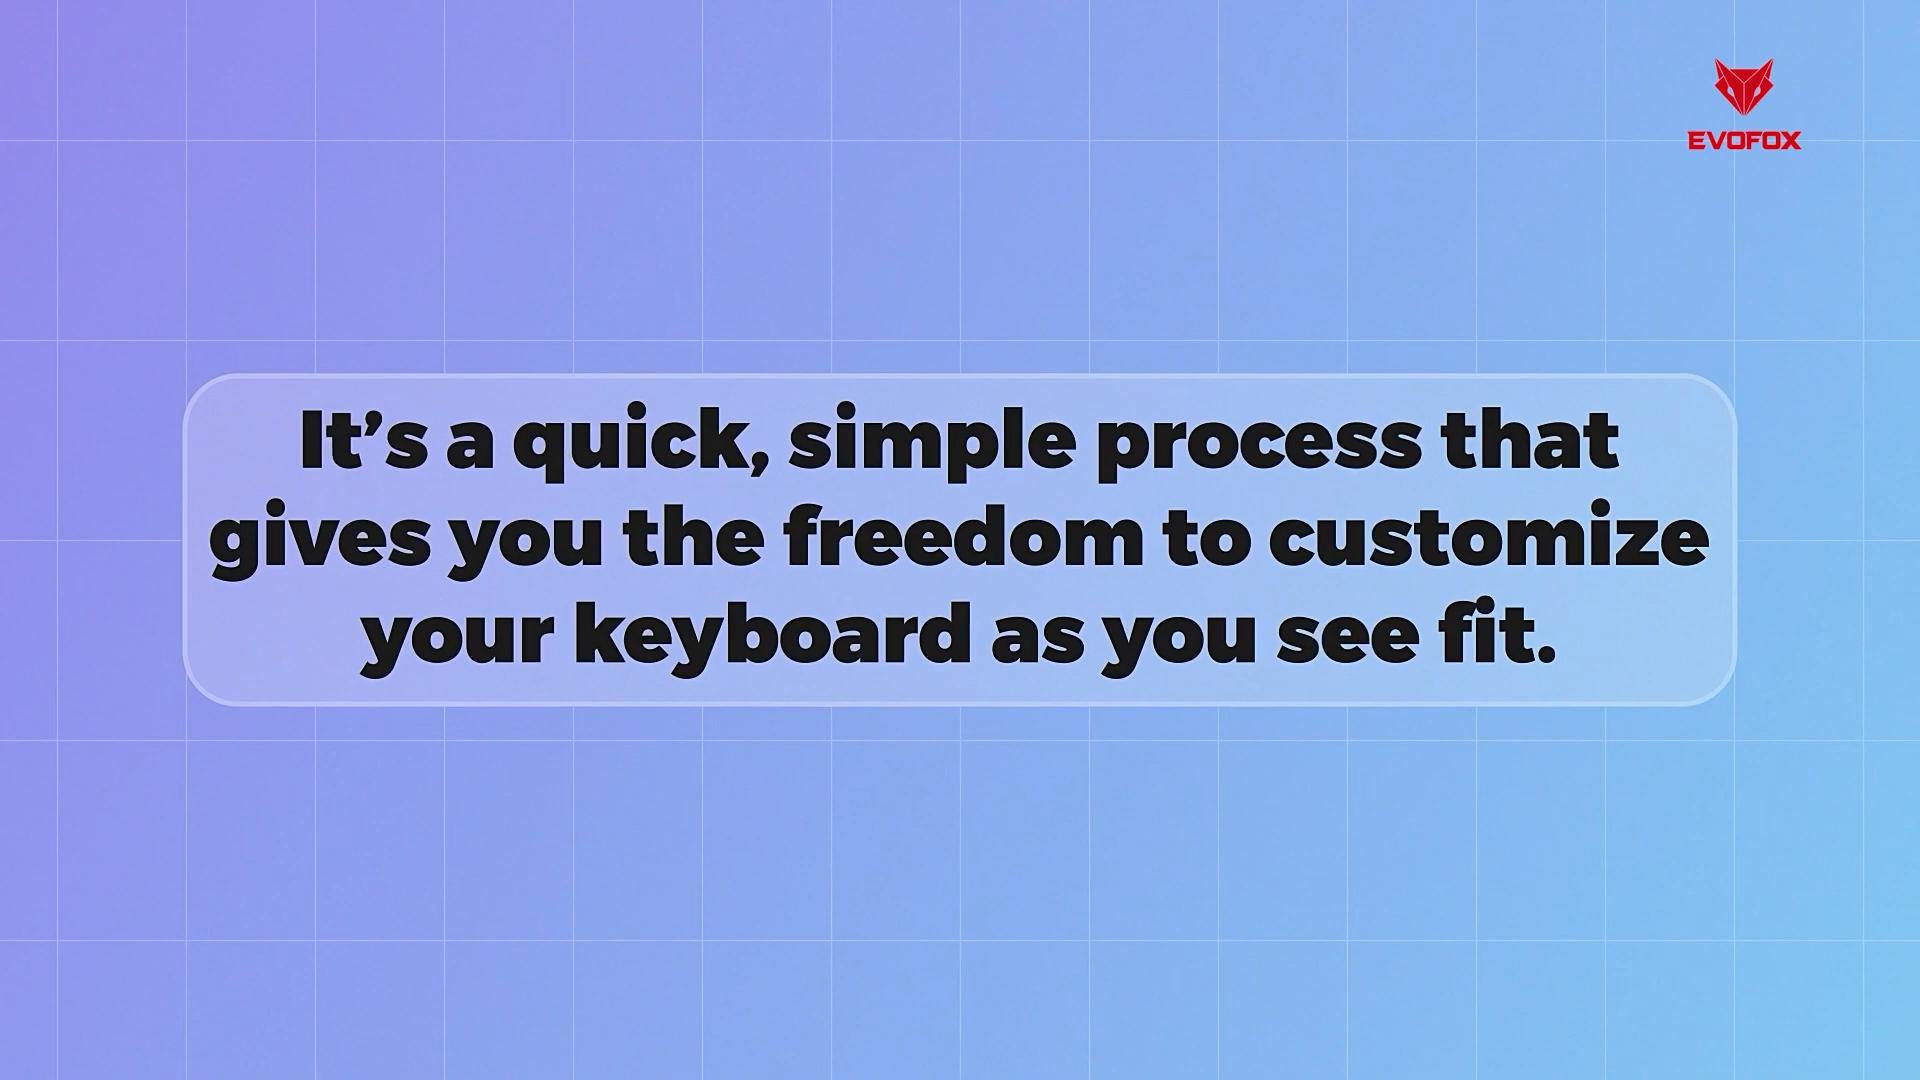 EVOFOX
It’s a quick, simple process that
gives you the freedom to customize
your keyboard as you see fit.